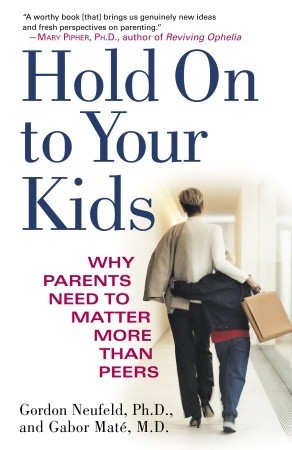 "A worthy book [that] brings us genuinely new ideas
and fresh perspectives on parenting."
—MARY PIPHER, PH.D., author of Reviving Ophelia
Hold On
to Your
Kids
WHY
PARENTS
NEED TO
MATTER
MORE
THAN
PEERS
Gordon Neufeld, Ph.D.,
and Gabor Maté, M.D.